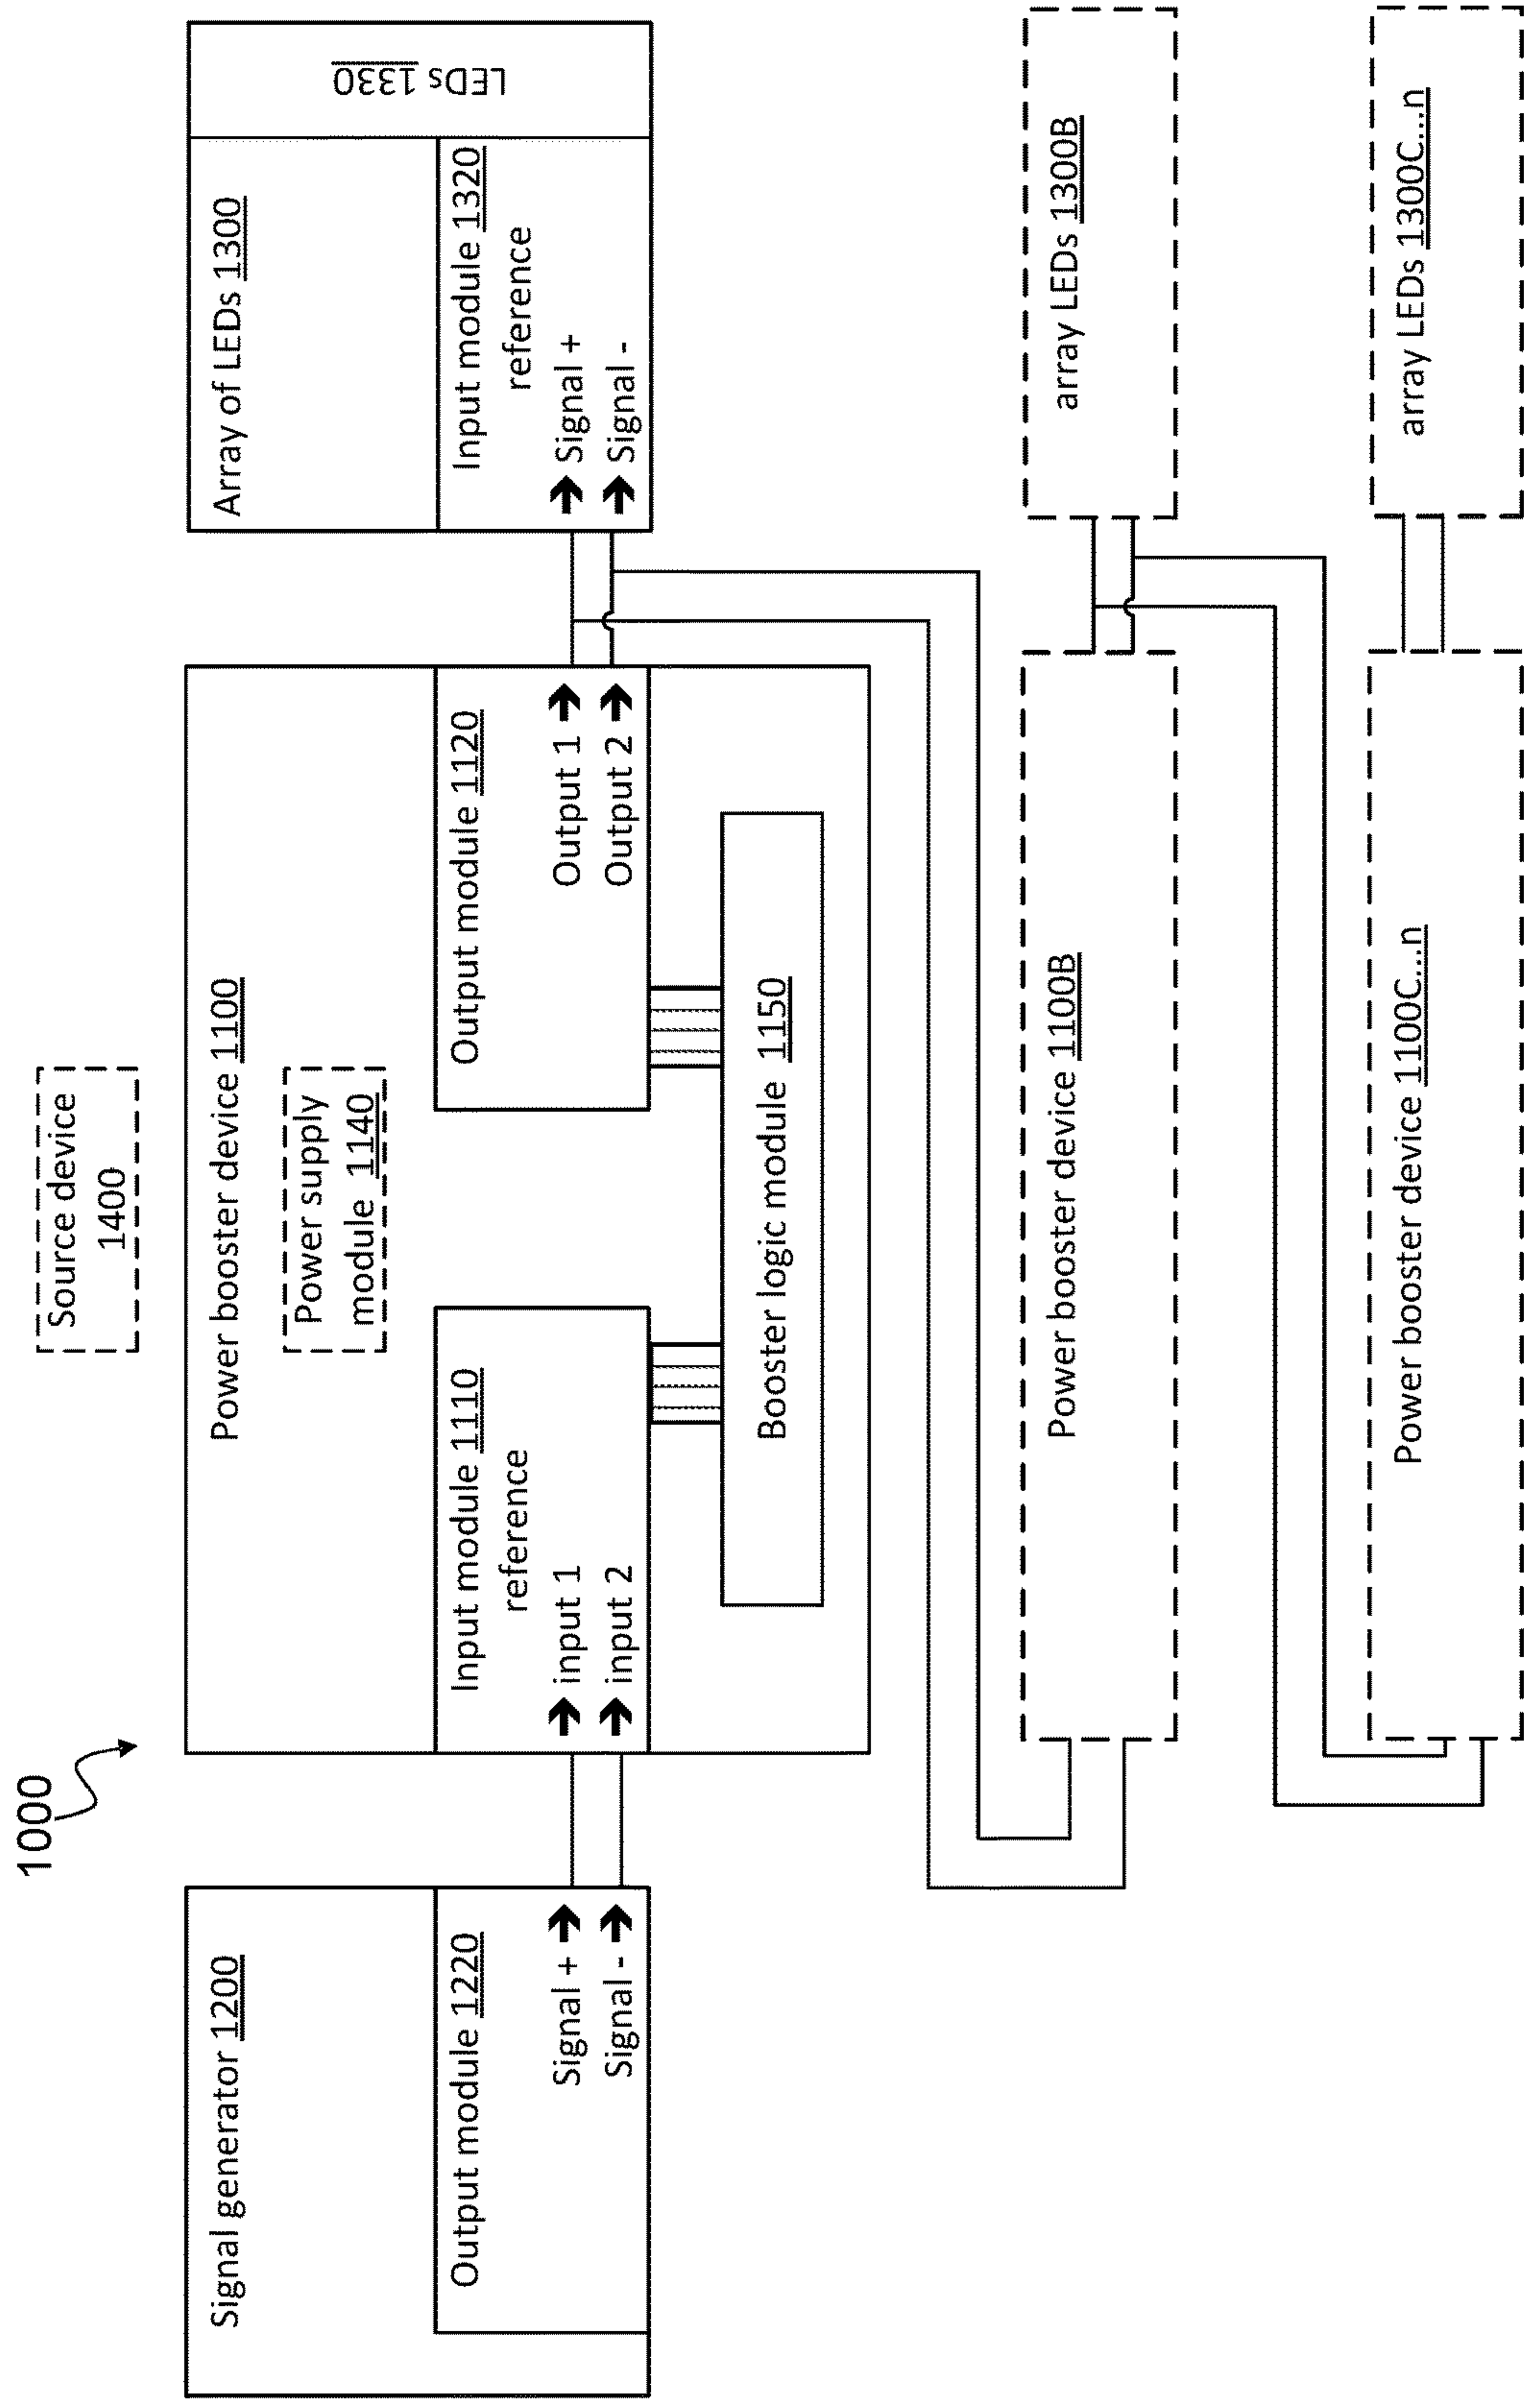 1000
Source device
1400
Signal generator 1200
Output module 1220
Signal +
Signal -
Power booster device 1100
Power supply
module 1140
Input module 1110
reference
input 1
input 2
Output module 1120
Output 1
Output 2
Booster logic module 1150
Array of LEDs 1300
Input module 1320
reference
Signal +
Signal -
LEDs 1330
Power booster device 1100B
array LEDs 1300B
Power booster device 1100C...n
array LEDs 1300C...n